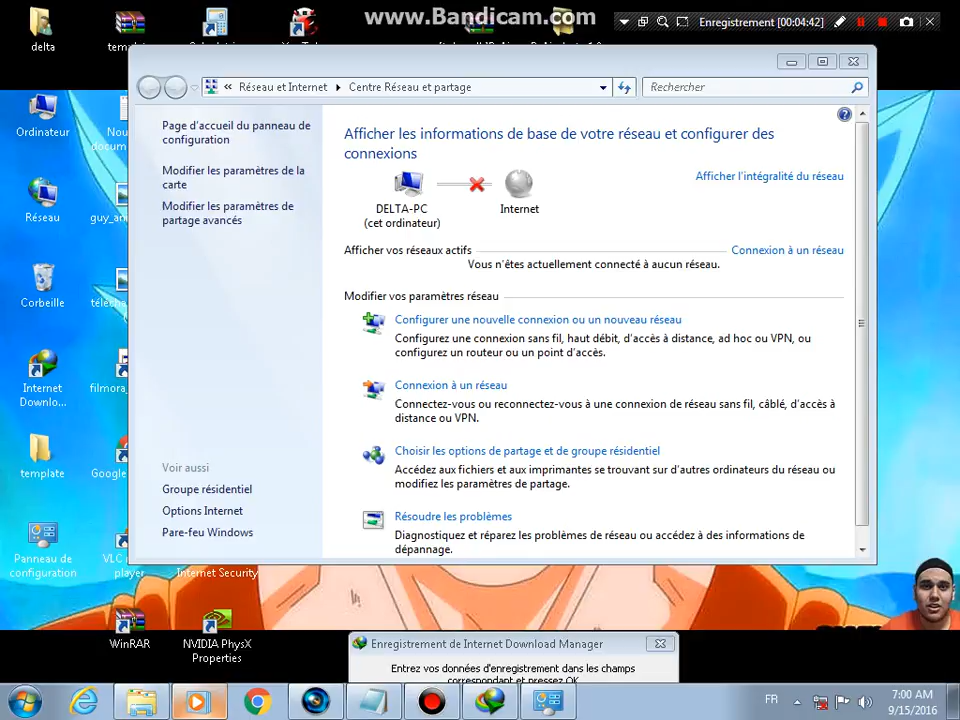 www.Bandicam.com
Enregistrement [00:04:42]
delta
Réseau et Internet
Centre Réseau et partage
Rechercher
Ordinateur
Réseau
Corbeille
Internet
Downlo...
template
Panneau de
configuration
Google
player
Internet Security
WinRAR
NVIDIA PhysX
Properties
Page d'accueil du panneau de
configuration
Modifier les paramètres de la
carte
Modifier les paramètres de
partage avancés
Voir aussi
Groupe résidentiel
Options Internet
Pare-feu Windows
Afficher les informations de base de votre réseau et configurer des
connexions
Afficher l'intégralité du réseau
DELTA-PC
(cet ordinateur)
Internet
Afficher vos réseaux actifs
Connexion à un réseau
Vous n'êtes actuellement connecté à aucun réseau.
Modifier vos paramètres réseau
Configurer une nouvelle connexion ou un nouveau réseau
Configurez une connexion sans fil, haut débit, d'accès à distance, ad hoc ou VPN, ou
configurez un routeur ou un point d'accès.
Connexion à un réseau
Connectez-vous ou reconnectez-vous à une connexion de réseau sans fil, câblé, d'accès à
distance ou VPN.
Choisir les options de partage et de groupe résidentiel
Accédez aux fichiers et aux imprimantes se trouvant sur d'autres ordinateurs du réseau ou
modifiez les paramètres de partage.
Résoudre les problèmes
Diagnostiquez et réparez les problèmes de réseau ou accédez à des informations de
dépannage.
Enregistrement de Internet Download Manager
Entrez vos données d'enregistrement dans les champs
correspondant et pressez OK
FR
7:00 AM
9/15/2016